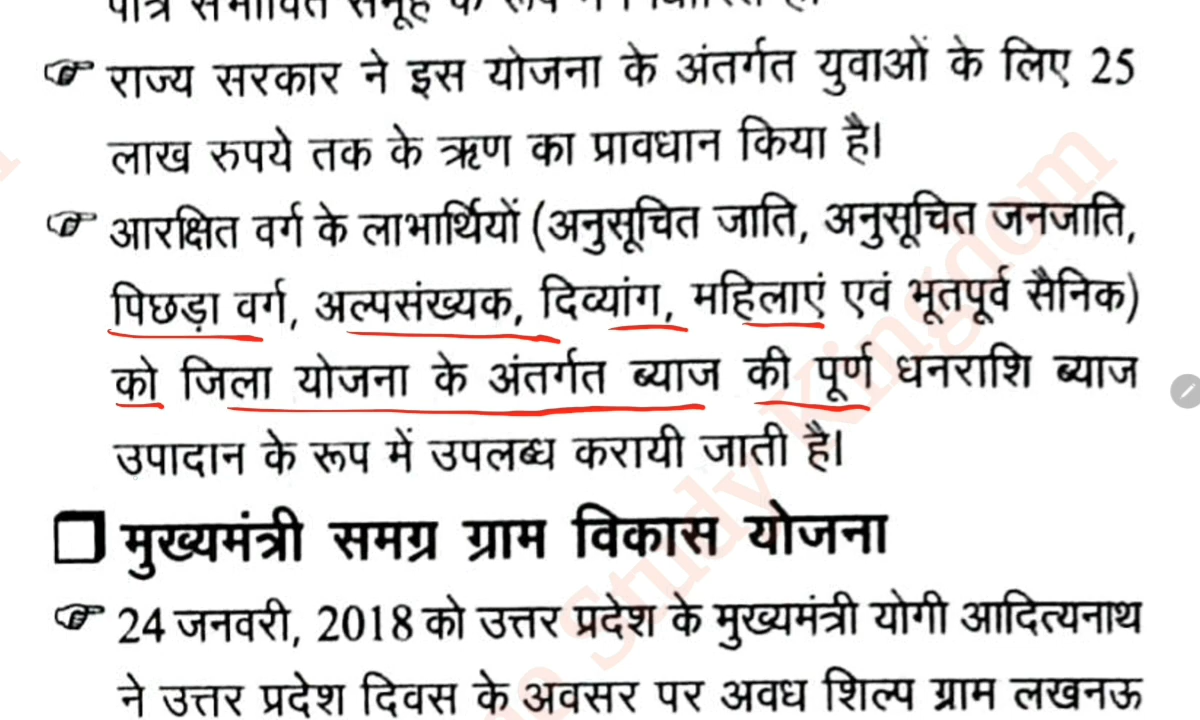 राज्य सरकार ने इस योजना के अंतर्गत युवाओं के लिए 25
लाख रुपये तक के ऋण का प्रावधान किया है।
आरक्षित वर्ग के लाभार्थियों (अनुसूचित जाति, अनुसूचित जनजाति,
पिछड़ा वर्ग, अल्पसंख्यक, दिव्यांग, महिलाएं एवं भूतपूर्व सैनिक)
को जिला योजना के अंतर्गत ब्याज की पूर्ण धनराशि ब्याज
उपादान के रूप में उपलब्ध करायी जाती है।
मुख्यमंत्री समग्र ग्राम विकास योजना
24 जनवरी, 2018 को उत्तर प्रदेश के मुख्यमंत्री योगी आदित्यनाथ
ने उत्तर प्रदेश दिवस के अवसर पर अवध शिल्प ग्राम लखनऊ
Study Kingdom